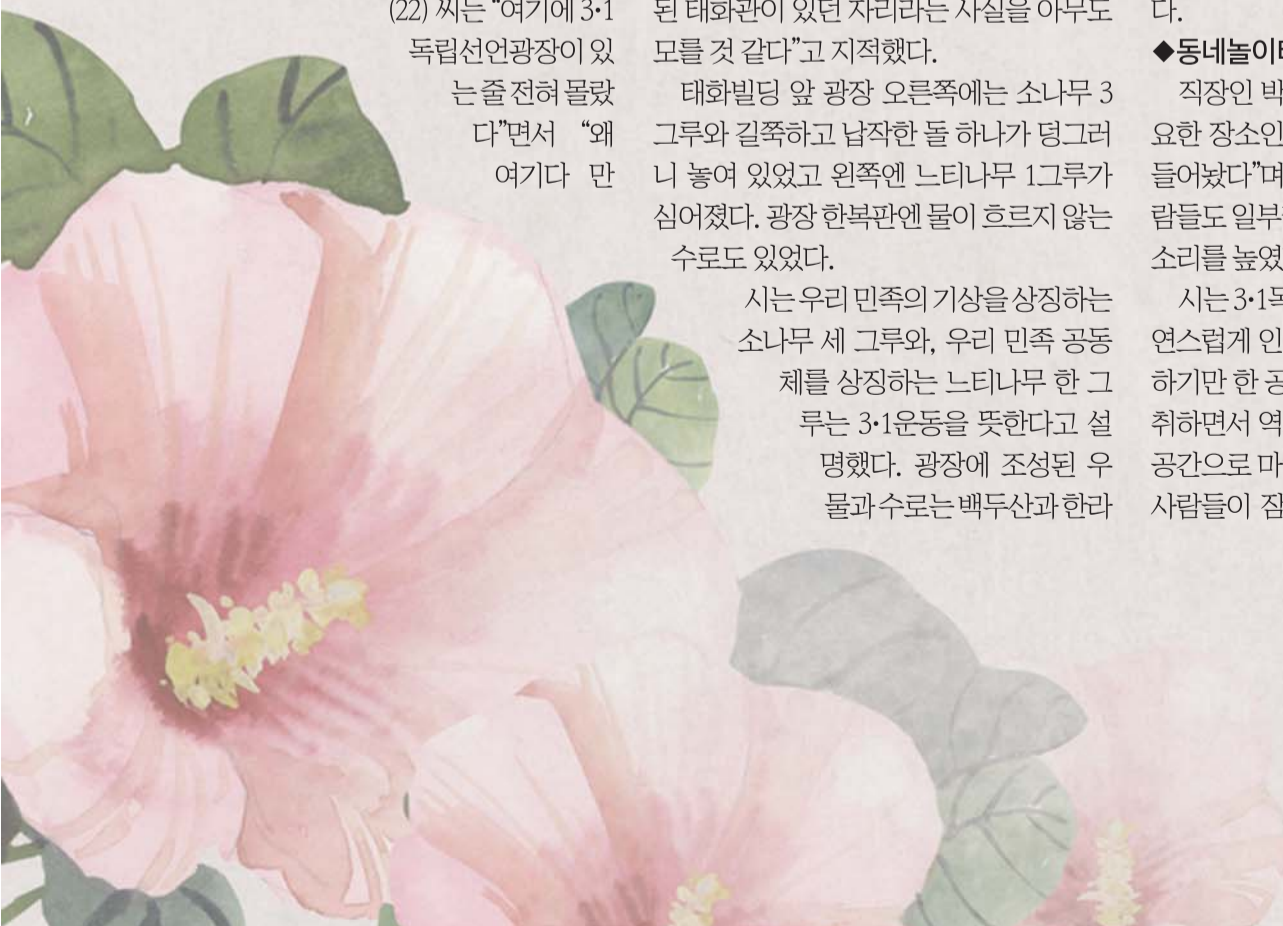 (22) 씨는 “여기에 3·1
독립선언광장이 있
는 줄 전혀 몰랐
다”면서 “왜
여기다 만
된 태화관이 있던 자리라는 사실을 아무도
모를 것 같다”고 지적했다.
태화빌딩 앞 광장 오른쪽에는 소나무 3
그루와 길쭉하고 납작한 돌 하나가 덩그러
니 놓여 있었고 왼쪽엔 느티나무 1그루가
심어졌다. 광장 한복판엔 물이 흐르지 않는
수로도 있었다.
시는 우리 민족의 기상을 상징하는
소나무 세 그루와, 우리 민족 공동
체를 상징하는 느티나무 한 그
루는 3·1운동을 뜻한다고 설
명했다. 광장에 조성된 우
물과 수로는 백두산과 한라
다.
◆동네놀이터
직장인 박
요한 장소인
들어놨다”며
람들도 일부
소리를 높였
시는 3·1독
연스럽게 인
하기만 한 공
취하면서 역
공간으로 마
사람들이 잠